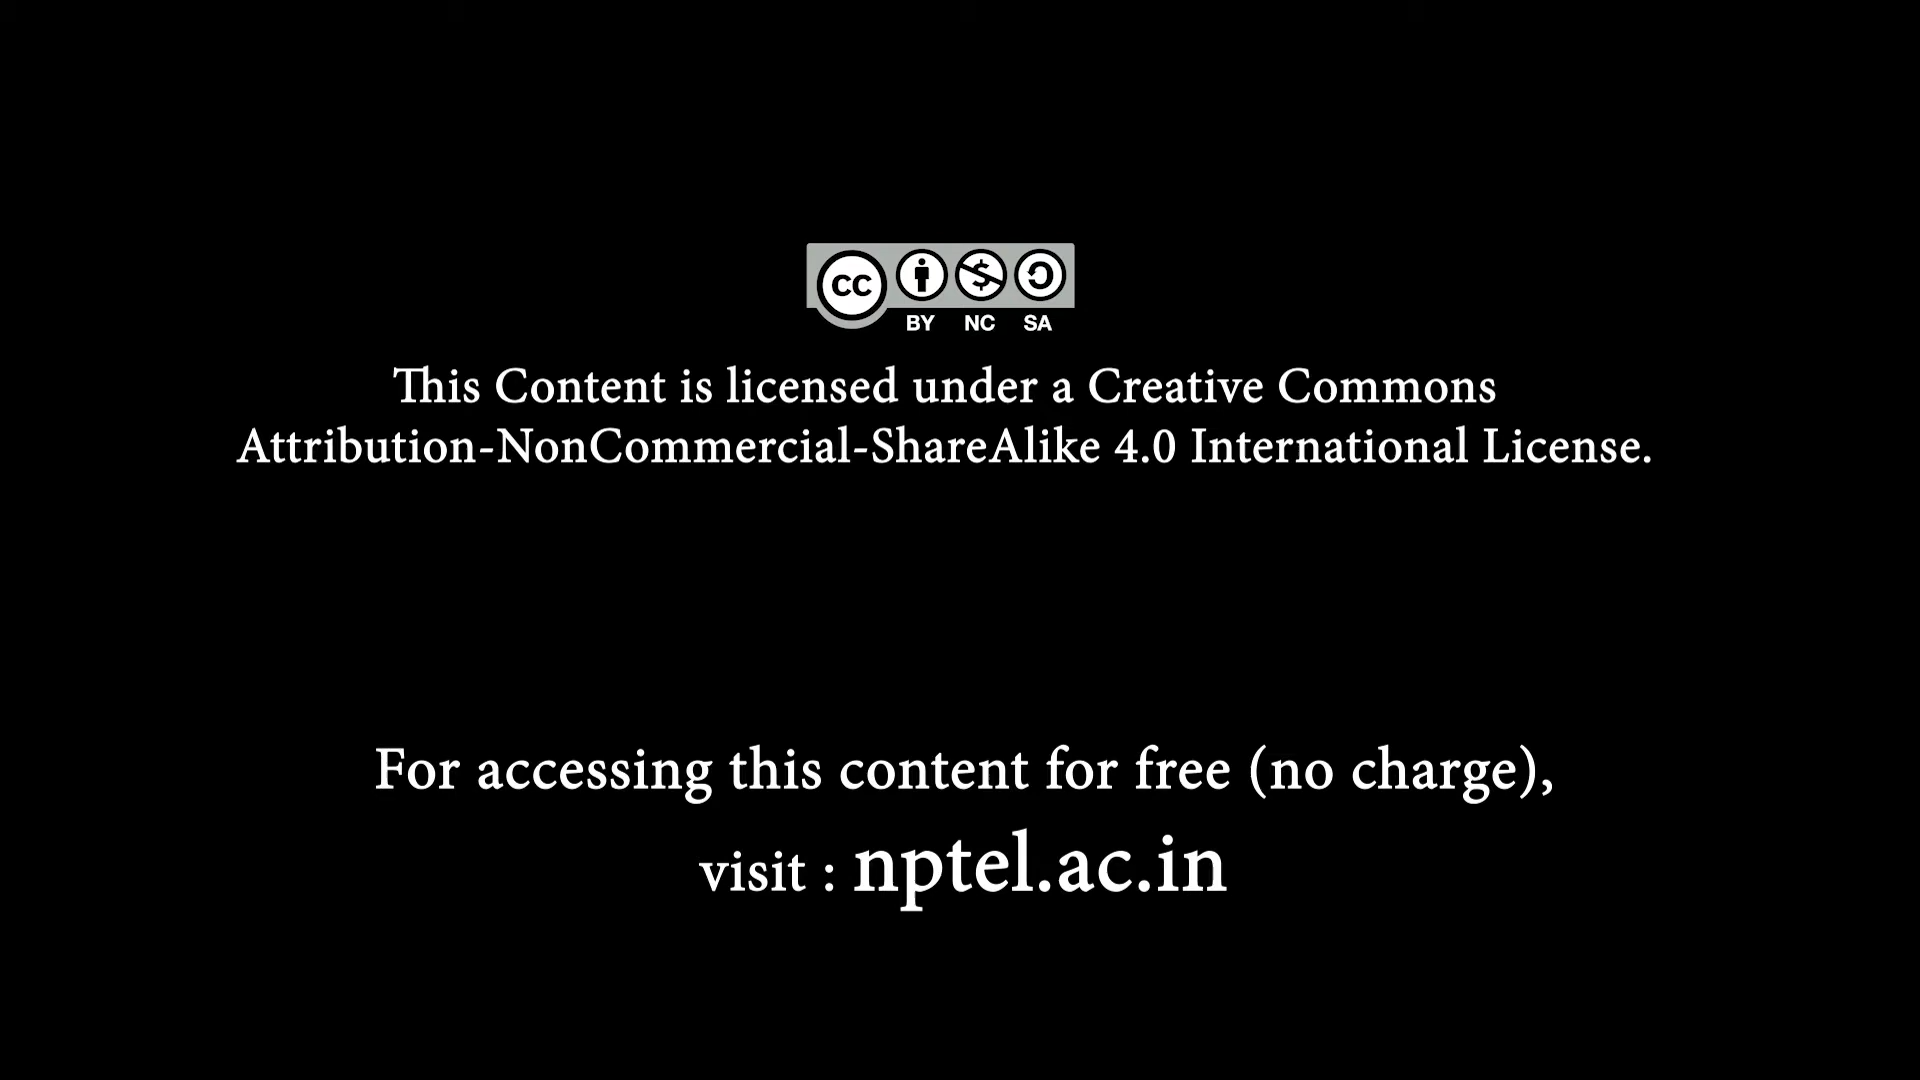 CC BY NC SA
This Content is licensed under a Creative Commons
Attribution-NonCommercial-ShareAlike 4.0 International License.
For accessing this content for free (no charge),
visit : nptel.ac.in